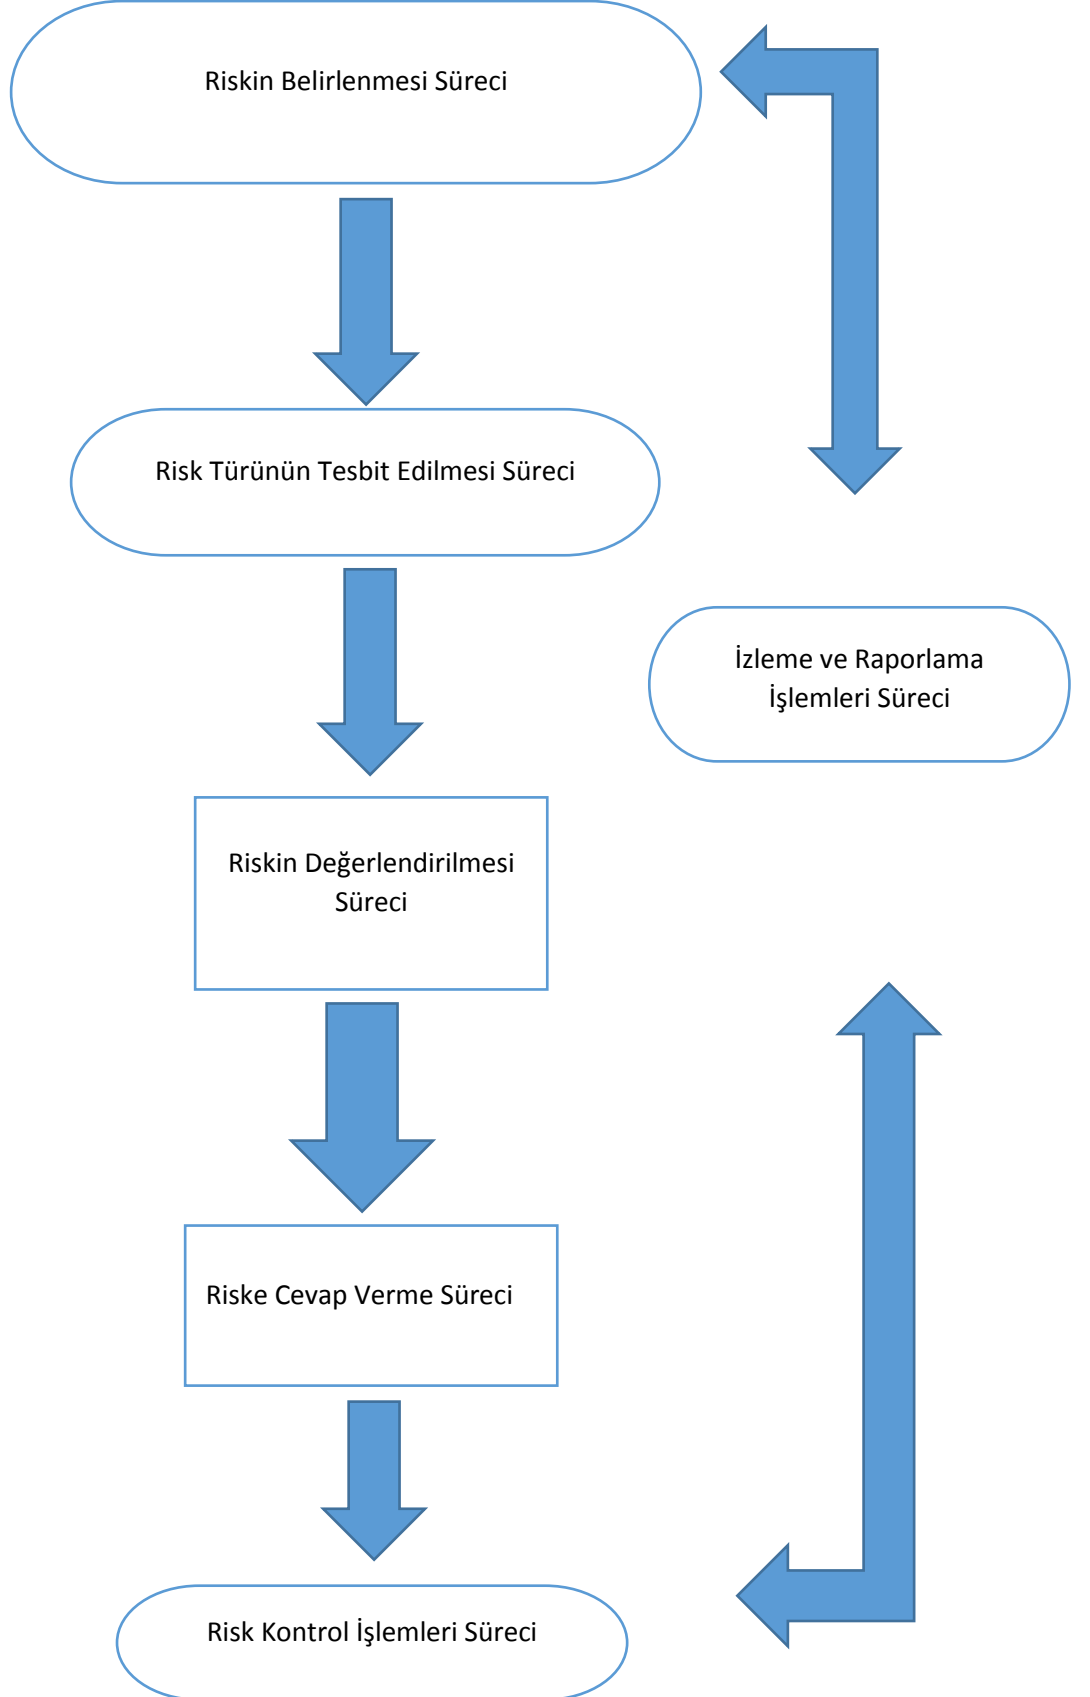 Riskin Belirlenmesi Süreci
Risk Türünün Tesbit Edilmesi Süreci
İzleme ve Raporlama
İşlemleri Süreci
Riskin Değerlendirilmesi
Süreci
Riske Cevap Verme Süreci
Risk Kontrol İşlemleri Süreci